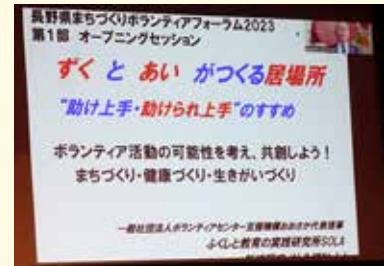 長野県まちづくりボランティアフォーラム2023
第1部 オープニングセッション
ずく と あい がつくる居場所
"助け上手・助けられ上手"のすすめ
ボランティア活動の可能性を考え、共創しよう！
まちづくり・健康づくり・生きがいづくり
一般社団法人ボランティアセンター支援機構おおさか代表理事
ふくしと教育の実践研究所SOLA